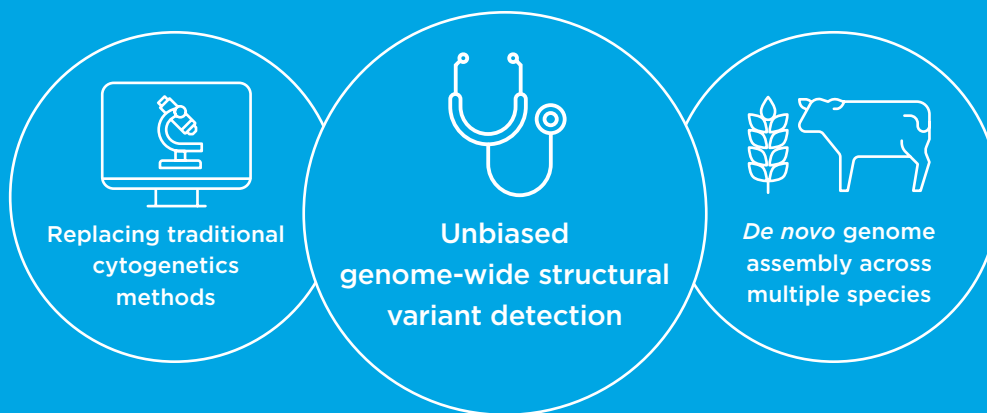 Replacing traditional
cytogenetics
methods
Unbiased
genome-wide structural
variant detection
De novo genome
assembly across
multiple species